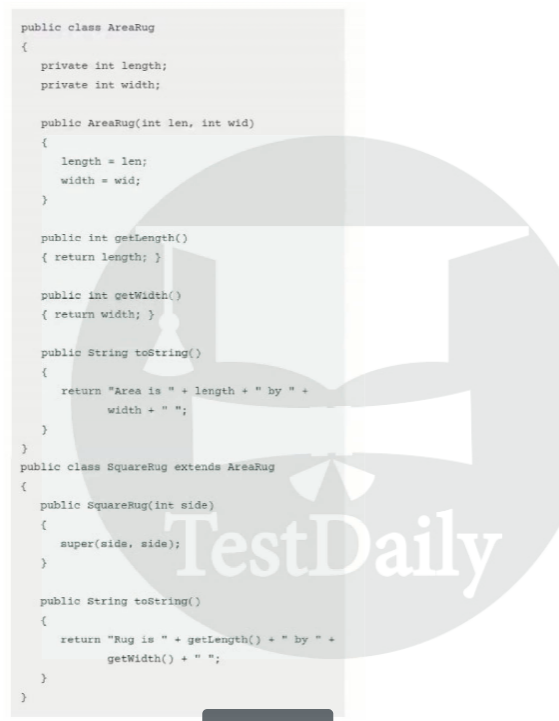 public class AreaRug
{
private int length;
private int width;
public AreaRug(int len, int wid)
{
length = len;
width = wid;
}
public int getLength()
{ return length; }
public int getWidth()
{ return width; }
public String toString()
{
return "Area is " + length + " by " +
width + " ";
}
}
public class SquareRug extends AreaRug
{
public SquareRug(int side)
{
super(side, side);
}
public String toString()
{
return "Rug is " + getLength() + " by " +
getWidth() + " ";
}
}
TestDaily